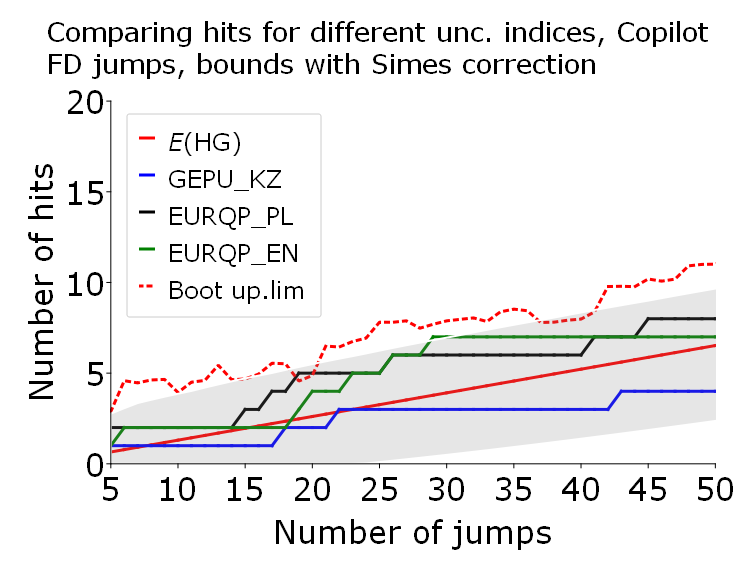 Comparing hits for different unc. indices, Copilot
FD jumps, bounds with Simes correction
Number of hits
20
15
10
5
0
E(HG)
GEPU_KZ
EURQP_PL
EURQP_EN
Boot up.lim
5 10 15 20 25 30 35 40 45 50
Number of jumps